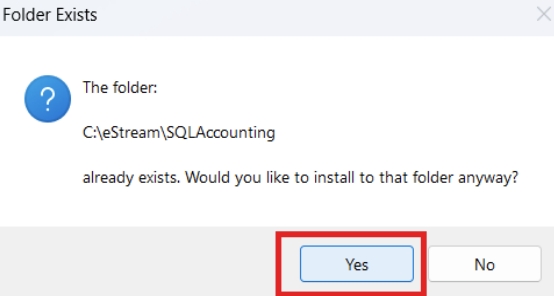 Folder Exists
The folder:
C:\eStream\SQLAccounting
already exists. Would you like to install to that folder anyway?
Yes
No